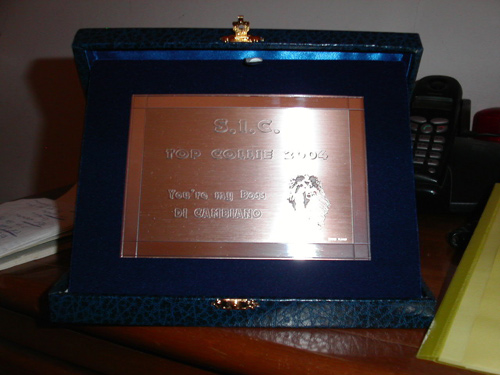 S.I.C.
TOP COLLIE 2004
You're my Boss
DI CAMBIANO